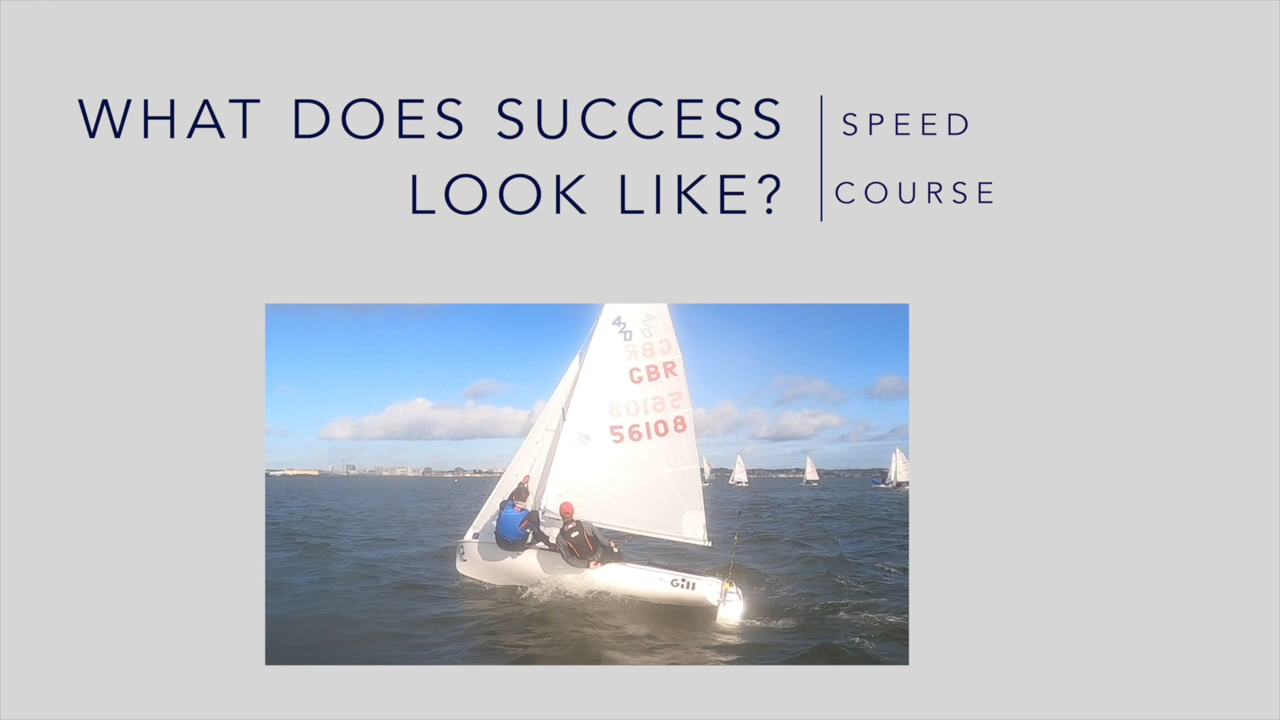 WHAT DOES SUCCESS
LOOK LIKE?
SPEED
COURSE
420
GBR
56108
Gill